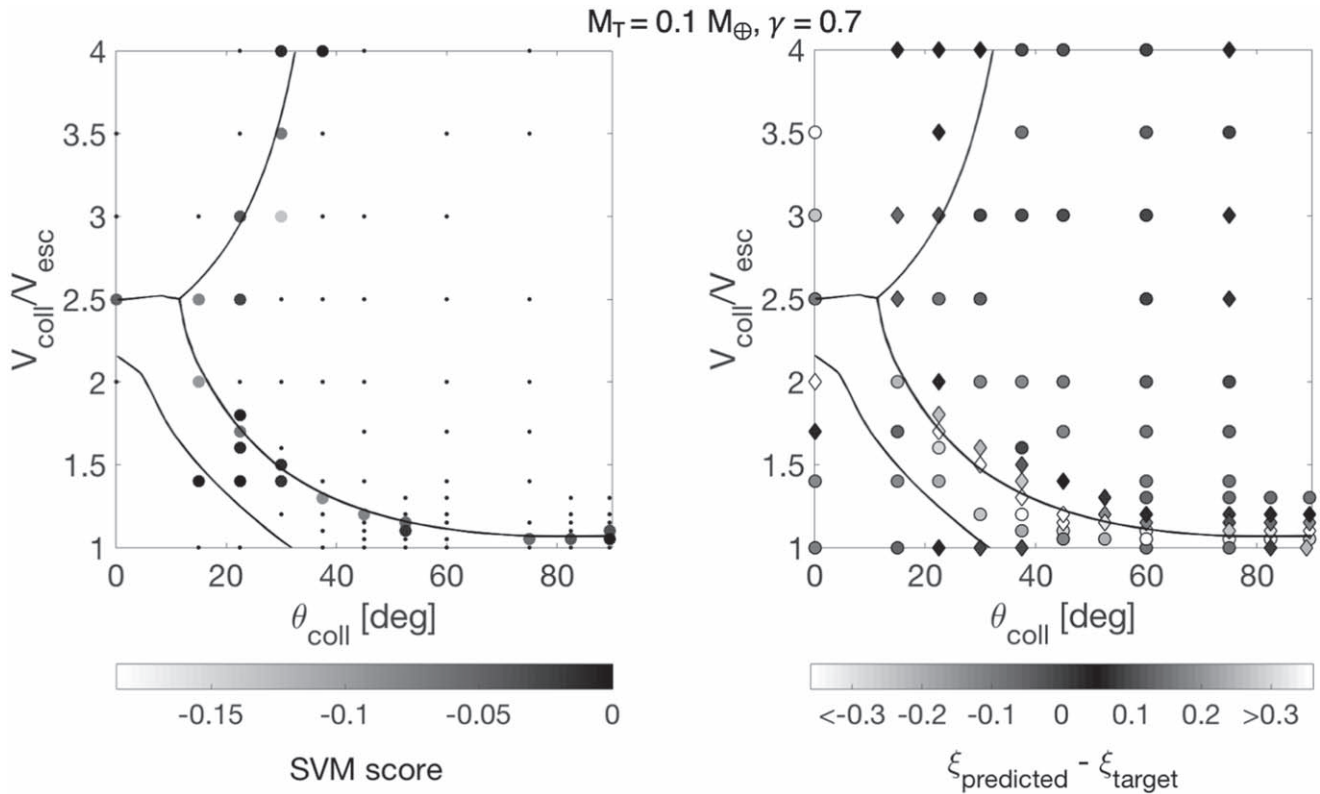 M_T = 0.1 M_⊕, γ = 0.7
4
3.5
3
2.5
2
1.5
1
V_coll/V_esc
0 20 40 60 80
θ_coll [deg]
-0.15 -0.1 -0.05 0
SVM score
4
3.5
3
2.5
2
1.5
1
V_coll/V_esc
0 20 40 60 80
θ_coll [deg]
<-0.3 -0.2 -0.1 0 0.1 0.2 >0.3
ξ_predicted - ξ_target